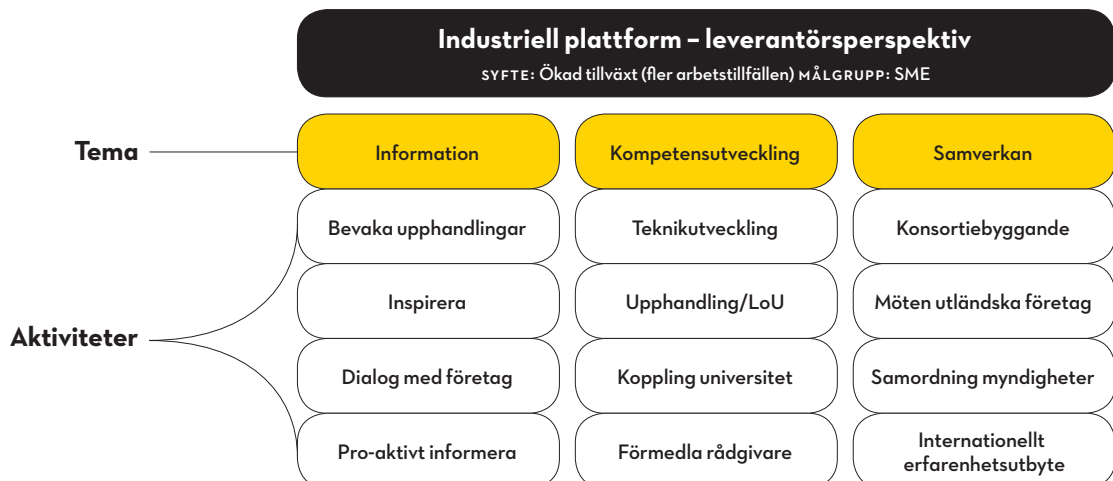 Industriell plattform – leverantörsperspektiv
SYFTE: Ökad tillväxt (fler arbetstillfällen) MÅLGRUPP: SME
Tema
Information
Kompetensutveckling
Samverkan
Bevaka upphandlingar
Teknikutveckling
Konsortiebyggande
Inspirera
Upphandling/LoU
Möten utländska företag
Aktiviteter
Dialog med företag
Koppling universitet
Samordning myndigheter
Pro-aktivt informera
Förmedla rådgivare
Internationellt
erfarenhetsutbyte